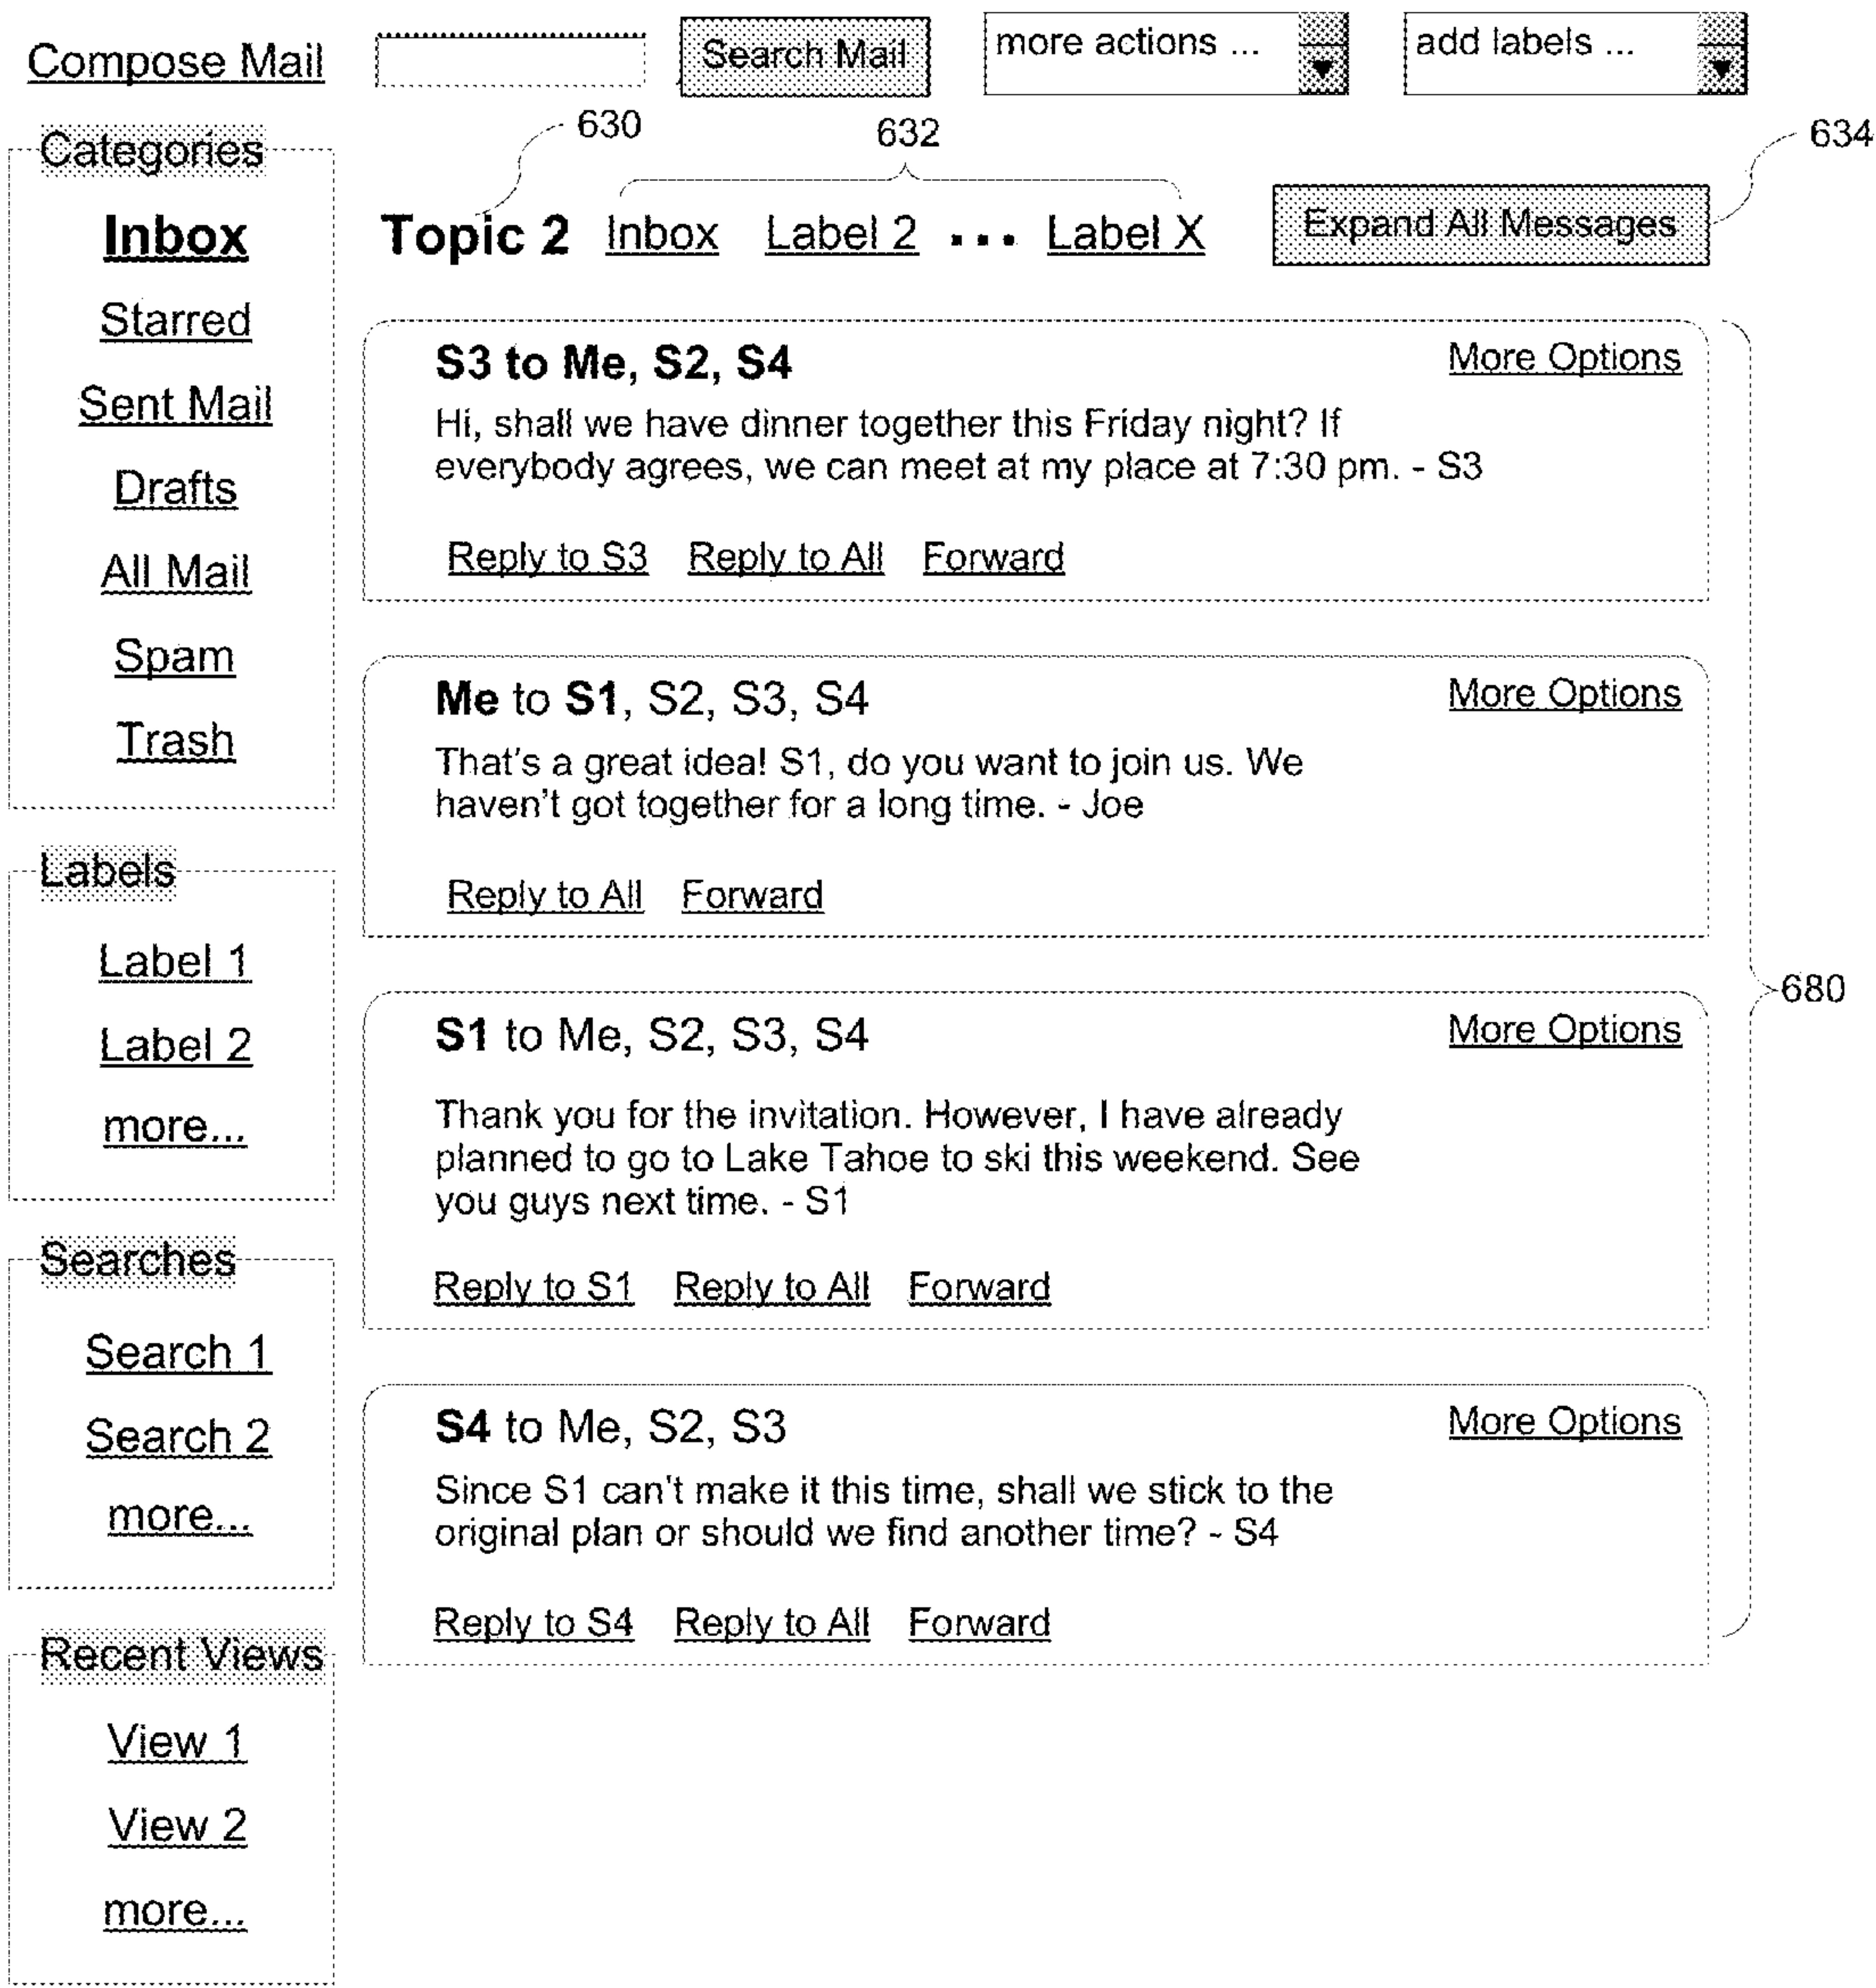 Compose Mail
Search Mail
more actions ...
add labels ...
630
632
634
Categories
Inbox
Starred
Sent Mail
Drafts
All Mail
Spam
Trash
Labels
Label 1
Label 2
more...
Searches
Search 1
Search 2
more...
Recent Views
View 1
View 2
more...
Topic 2 Inbox Label 2 ... Label X
Expand All Messages
S3 to Me, S2, S4
More Options
Hi, shall we have dinner together this Friday night? If
everybody agrees, we can meet at my place at 7:30 pm. - S3
Reply to S3 Reply to All Forward
Me to S1, S2, S3, S4
More Options
That's a great idea! S1, do you want to join us. We
haven't got together for a long time. - Joe
Reply to All Forward
S1 to Me, S2, S3, S4
More Options
Thank you for the invitation. However, I have already
planned to go to Lake Tahoe to ski this weekend. See
you guys next time. - S1
Reply to S1 Reply to All Forward
S4 to Me, S2, S3
More Options
Since S1 can't make it this time, shall we stick to the
original plan or should we find another time? - S4
Reply to S4 Reply to All Forward
680